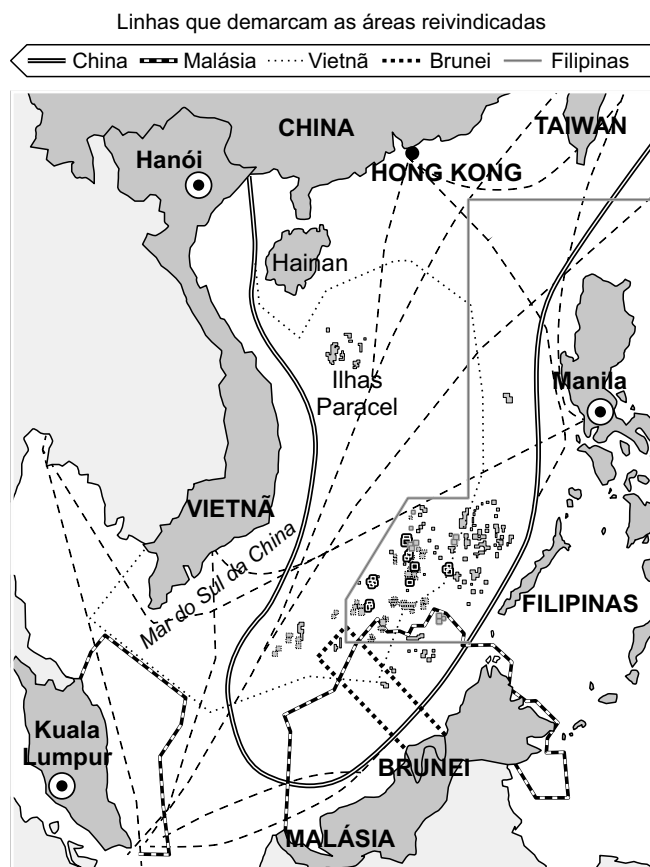 Linhas que demarcam as áreas reivindicadas
China Malásia Vietnã Brunei Filipinas
CHINA
TAIWAN
Hanói
HONG KONG
Hainan
Ilhas
Paracel
Manila
VIETNÃ
Mar do Sul da China
FILIPINAS
Kuala
Lumpur
BRUNEI
MALÁSIA